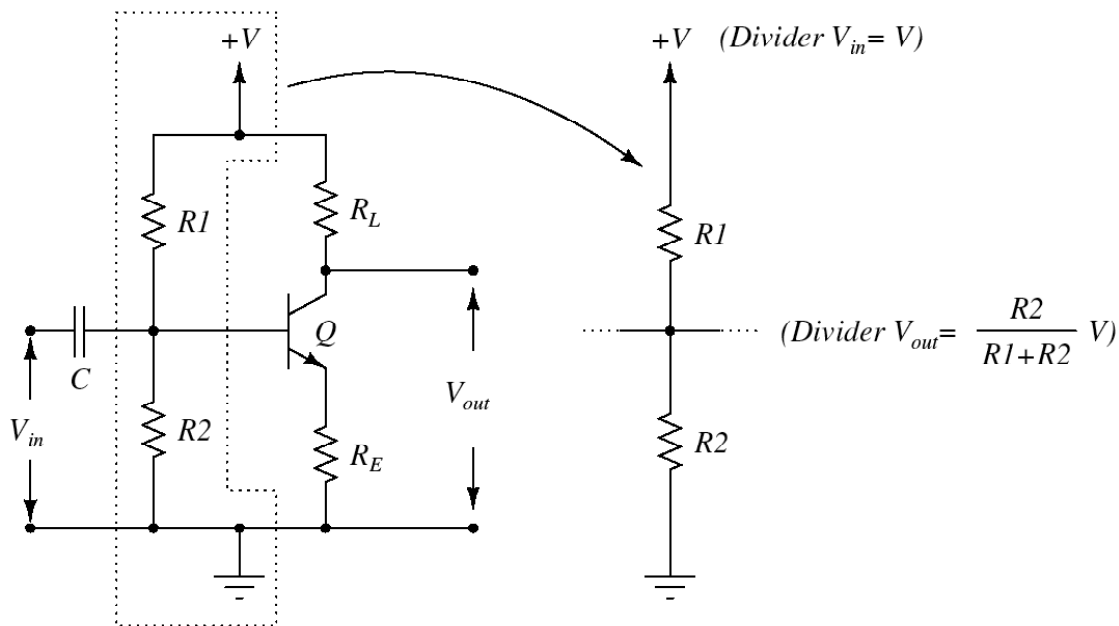 +V
R1
R_L
Q
C
V_in
V_out
R2
R_E
+V (Divider V_in= V)
R1
(Divider V_out= R2 / R1+R2 V)
R2